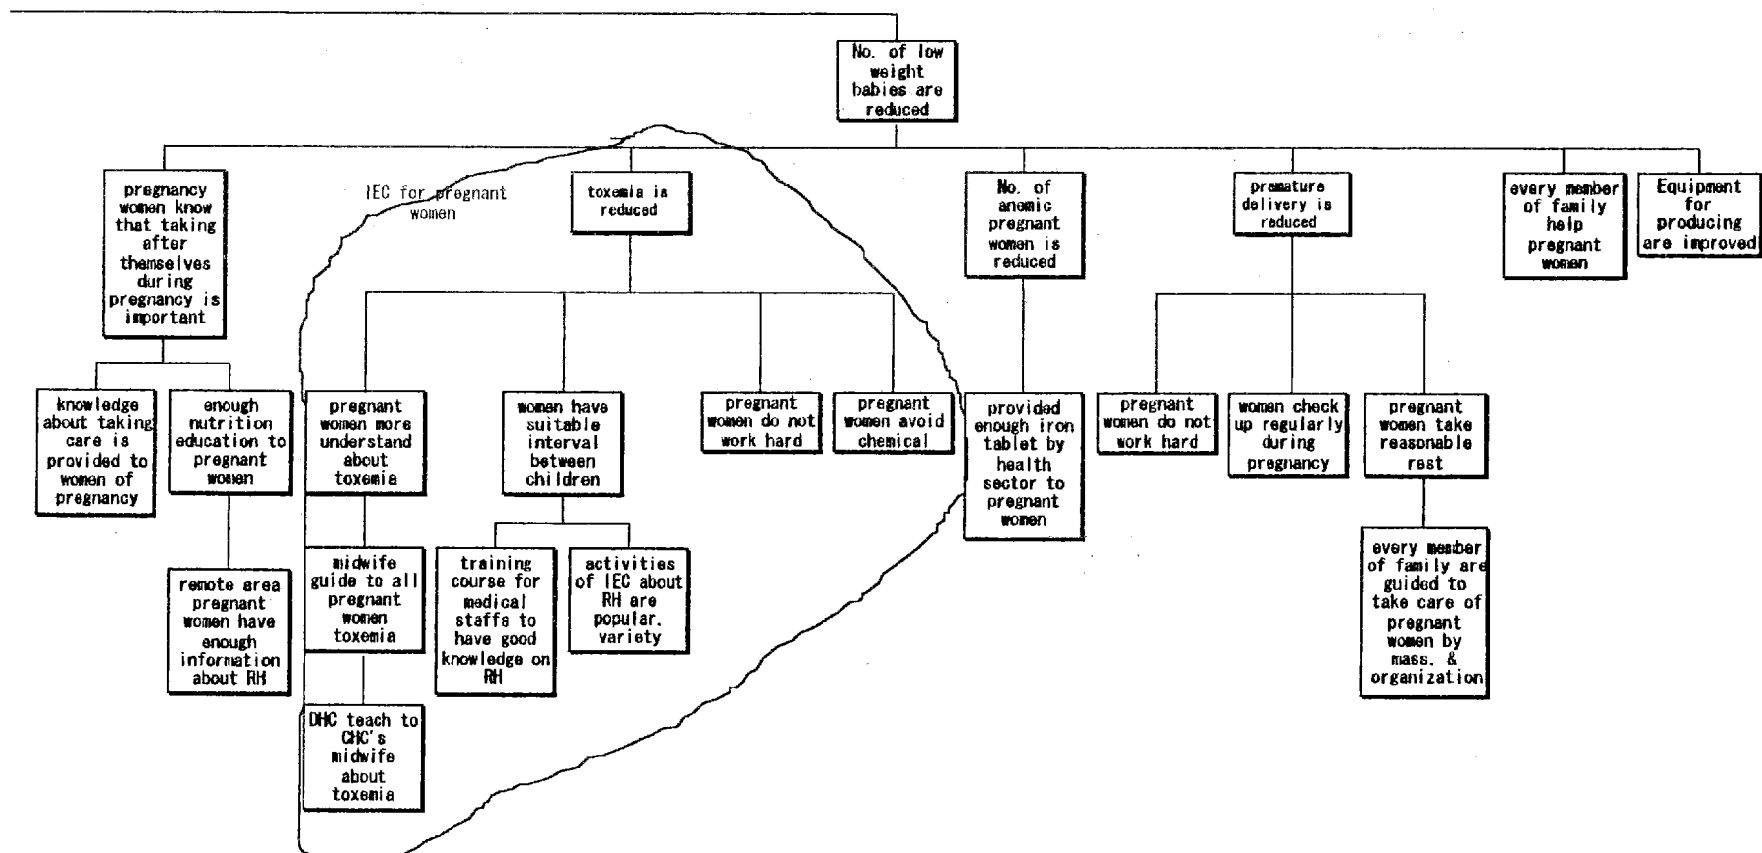 No. of low
weight
babies are
reduced
pregnancy
women know
that taking
after
themselves
during
pregnancy is
important
IEC for pregnant
women
toxemia is
reduced
No. of
anemic
pregnant
women is
reduced
premature
delivery is
reduced
every member
of family
help
pregnant
women
Equipment
for
producing
are improved
knowledge
about taking
care is
provided to
women of
pregnancy
enough
nutrition
education to
pregnant
women
pregnant
women more
understand
about
toxemia
women have
suitable
interval
between
children
pregnant
women do not
work hard
pregnant
women avoid
chemical
provided
enough iron
tablet by
health
sector to
pregnant
women
pregnant
women do not
work hard
women check
up regularly
during
pregnancy
pregnant
women take
reasonable
rest
remote area
pregnant
women have
enough
information
about RH
midwife
guide to all
pregnant
women
toxemia
training
course for
medical
staffs to
have good
knowledge on
RH
activities
of IEC about
RH are
popular.
variety
every member
of family are
guided to
take care of
pregnant
women by
mass. &
organization
DHC teach to
CHC's
midwife
about
toxemia